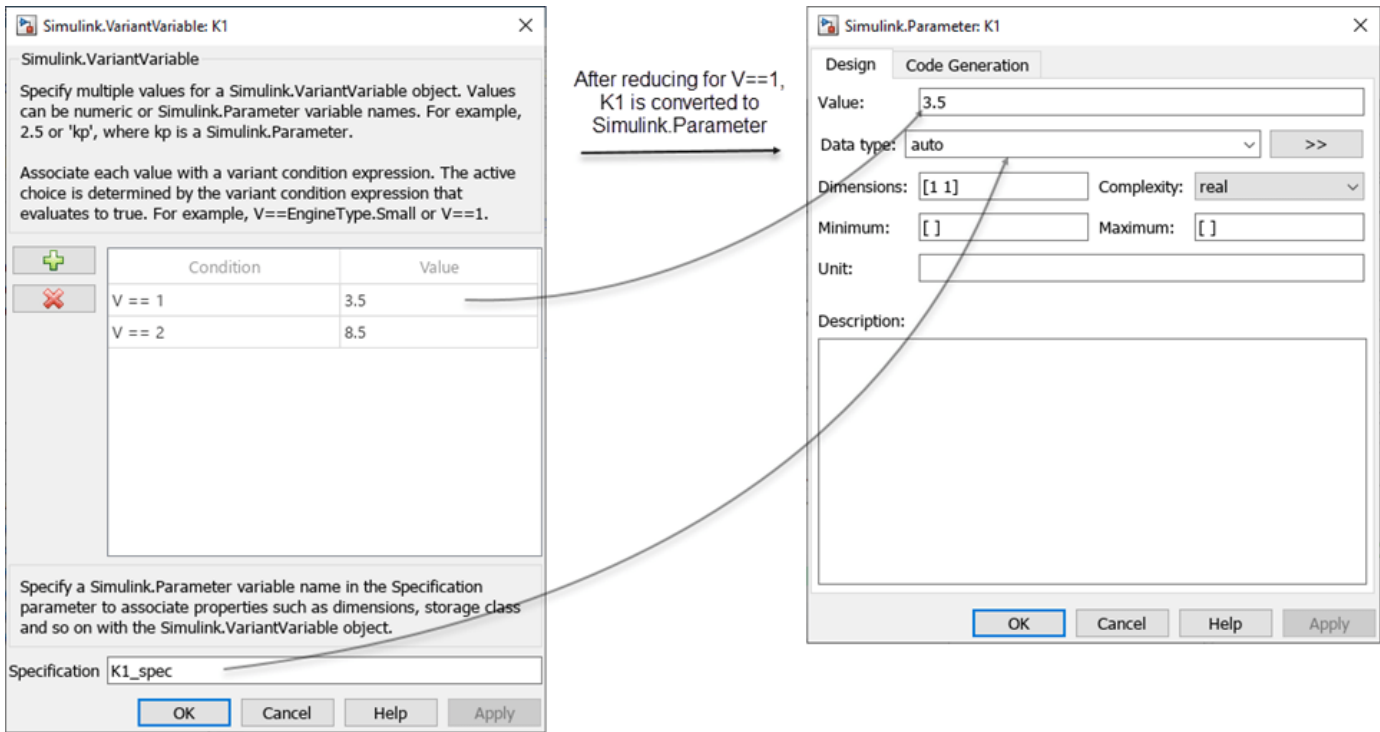 Simulink.VariantVariable: K1
Simulink.VariantVariable
Specify multiple values for a Simulink.VariantVariable object. Values
can be numeric or Simulink.Parameter variable names. For example,
2.5 or 'kp', where kp is a Simulink.Parameter.
Associate each value with a variant condition expression. The active
choice is determined by the variant condition expression that
evaluates to true. For example, V==EngineType.Small or V==1.
Condition Value
V == 1 3.5
V == 2 8.5
Specify a Simulink.Parameter variable name in the Specification
parameter to associate properties such as dimensions, storage class
and so on with the Simulink.VariantVariable object.
Specification K1_spec
OK Cancel Help Apply
After reducing for V==1,
K1 is converted to
Simulink.Parameter
Simulink.Parameter: K1
Design Code Generation
Value: 3.5
Data type: auto >>
Dimensions: [1 1] Complexity: real
Minimum: [ ] Maximum: [ ]
Unit:
Description:
OK Cancel Help Apply